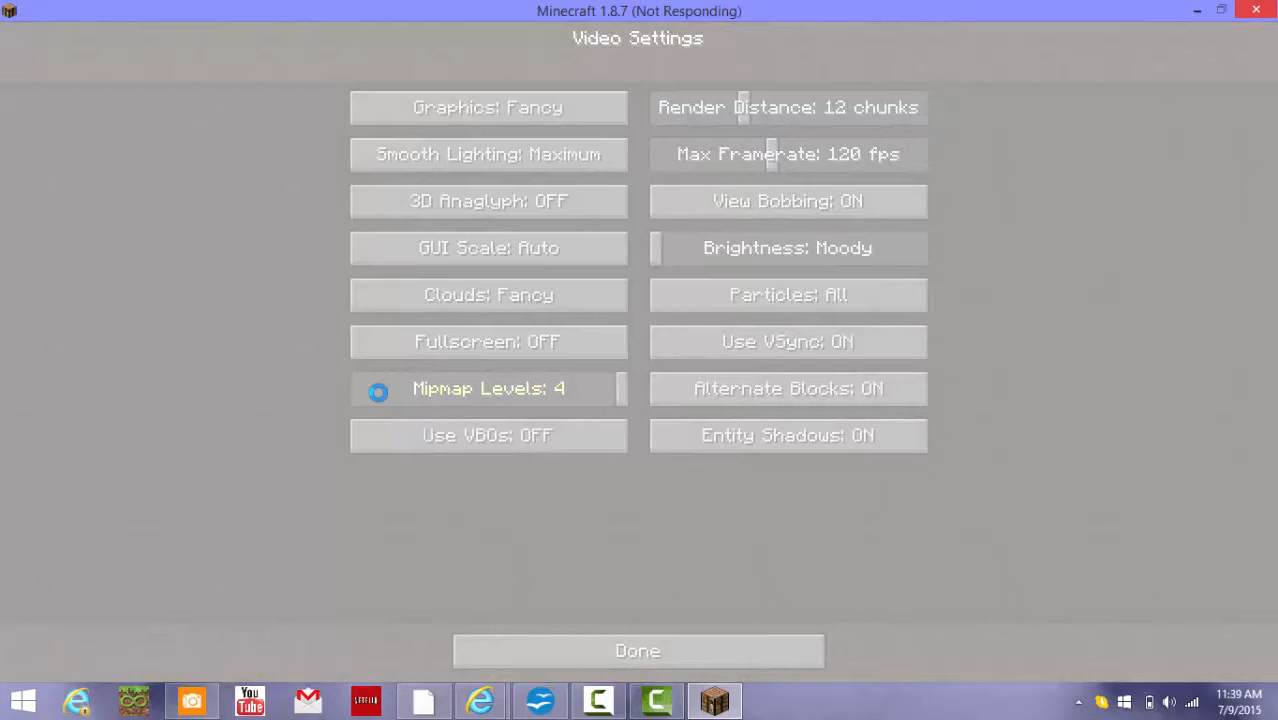 Minecraft 1.8.7 (Not Responding)
Video Settings
Graphics: Fancy
Render Distance: 12 chunks
Smooth Lighting: Maximum
Max Framerate: 120 fps
3D Anaglyph: OFF
View Bobbing: ON
GUI Scale: Auto
Brightness: Moody
Clouds: Fancy
Particles: All
Fullscreen: OFF
Use VSync: ON
Mipmap Levels: 4
Alternate Blocks: ON
Use VBOs: OFF
Entity Shadows: ON
Done
You
Tube
NETFLIX
11:39 AM
7/9/2015